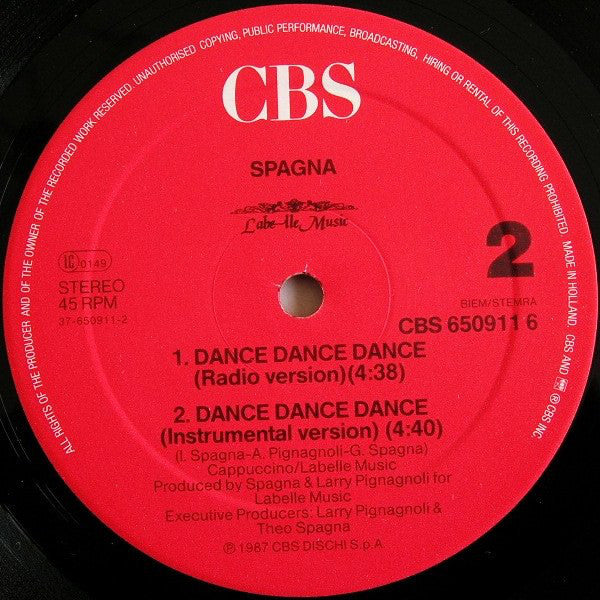 ALL RIGHTS OF THE PRODUCER AND OF THE OWNER OF THE RECORDED WORK RESERVED. UNAUTHORISED COPYING, PUBLIC PERFORMANCE, BROADCASTING, HIRING OR RENTAL OF THIS RECORDING PROHIBITED. MADE IN HOLLAND. CBS AND ARE ℗ CBS INC.
CBS
SPAGNA
Labe-lle Music
2
LC 0149
STEREO
45 RPM
37-650911-2
BIEM/STEMRA
CBS 650911 6
1. DANCE DANCE DANCE
(Radio version)(4:38)
2. DANCE DANCE DANCE
(Instrumental version) (4:40)
(I. Spagna-A. Pignagnoli-G. Spagna)
Cappuccino/Labelle Music
Produced by Spagna & Larry Pignagnoli for
Labelle Music
Executive Producers: Larry Pignagnoli &
Theo Spagna
℗ 1987 CBS DISCHI S.p.A